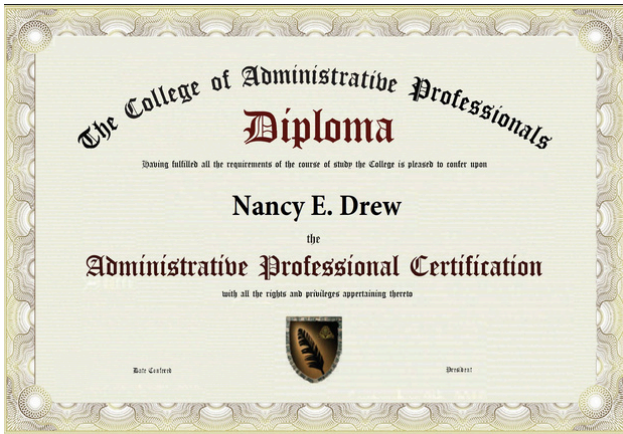 The College of Administrative Professionals
Diploma
Having fulfilled all the requirements of the course of study the College is pleased to confer upon
Nancy E. Drew
the
Administrative Professional Certification
with all the rights and privileges appertaining thereto
Date Conferred
President